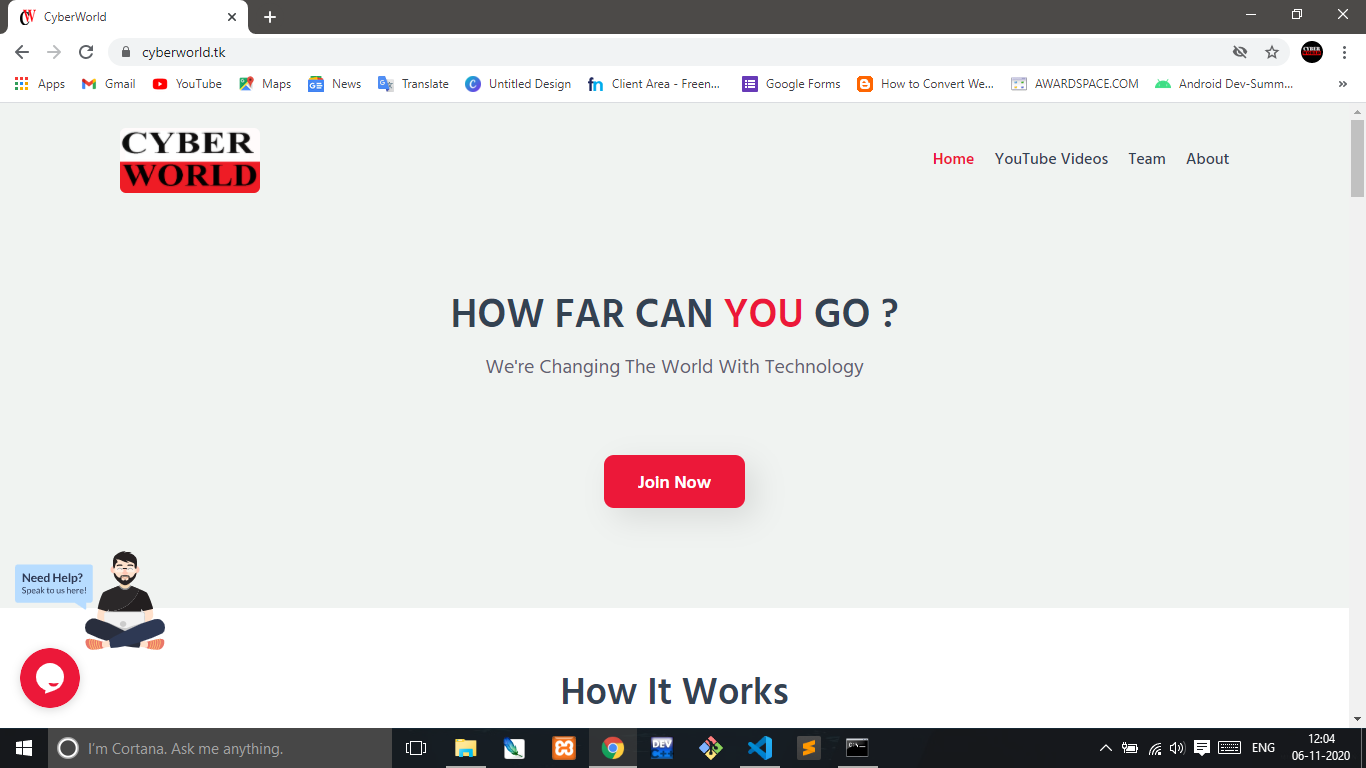 CyberWorld
cyberworld.tk
Apps Gmail YouTube Maps News Translate Untitled Design Client Area - Freen... Google Forms How to Convert We... AWARDSPACE.COM Android Dev-Summ...
CYBER
WORLD
Home YouTube Videos Team About
HOW FAR CAN YOU GO ?
We're Changing The World With Technology
Join Now
Need Help?
Speak to us here!
How It Works
I'm Cortana. Ask me anything.
DEV
ENG
12:04
06-11-2020